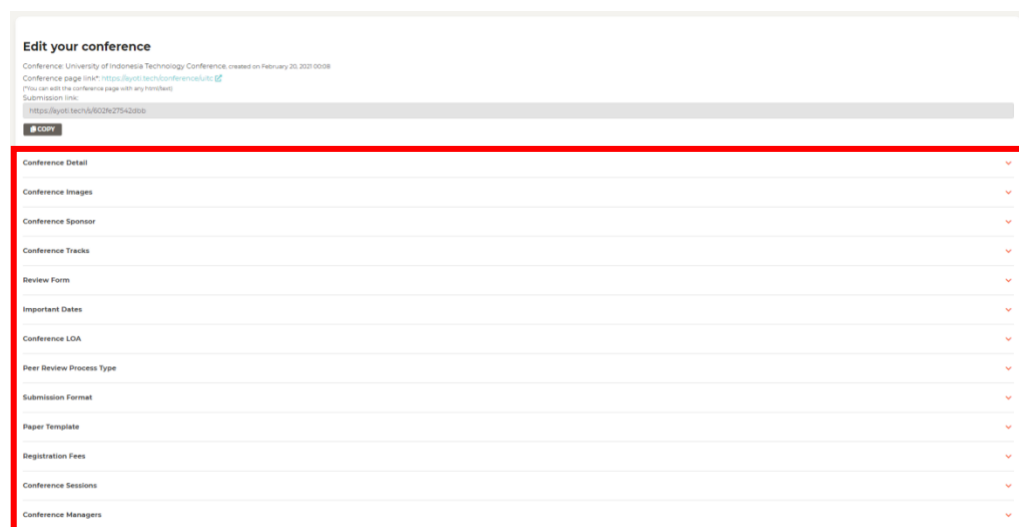 Edit your conference
Conference: University of Indonesia Technology Conference, created on February 20, 2021 00:08
Conference page link*: https://ayoti.tech/conference/uitc
(*You can edit the conference page with any html/text)
Submission link:
https://ayoti.tech/s/602fe27542dbb
COPY
Conference Detail
Conference Images
Conference Sponsor
Conference Tracks
Review Form
Important Dates
Conference LOA
Peer Review Process Type
Submission Format
Paper Template
Registration Fees
Conference Sessions
Conference Managers